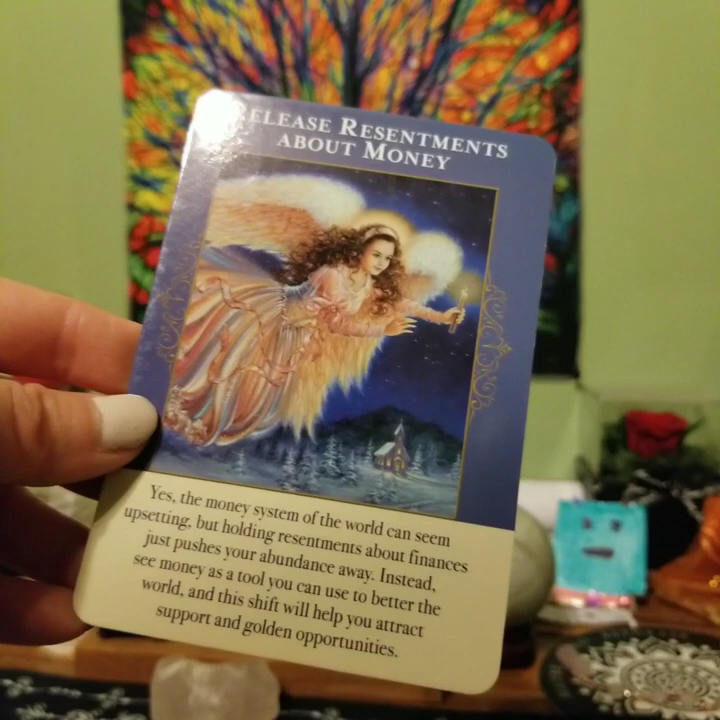 RELEASE RESENTMENTS
ABOUT MONEY
Yes, the money system of the world can seem
upsetting, but holding resentments about finances
just pushes your abundance away. Instead,
see money as a tool you can use to better the
world, and this shift will help you attract
support and golden opportunities.